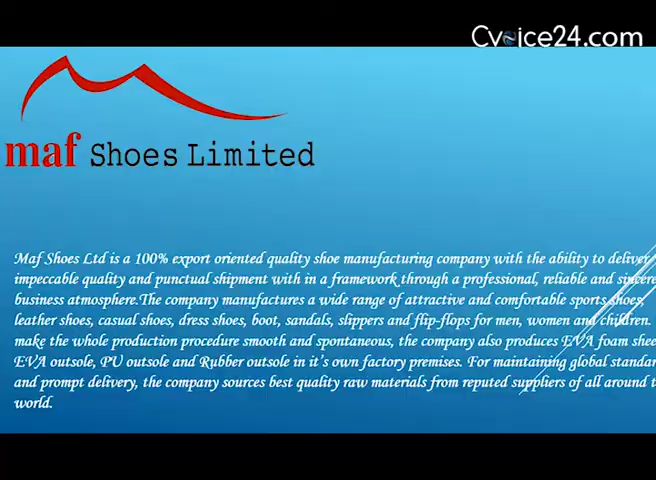 Cvoice24.com
maf Shoes Limited
Maf Shoes Ltd is a 100% export oriented quality shoe manufacturing company with the ability to deliver
impeccable quality and punctual shipment with in a framework through a professional, reliable and sincere
business atmosphere.The company manufactures a wide range of attractive and comfortable sports shoes,
leather shoes, casual shoes, dress shoes, boot, sandals, slippers and flip-flops for men, women and children.
make the whole production procedure smooth and spontaneous, the company also produces EVA foam shee
EVA outsole, PU outsole and Rubber outsole in it's own factory premises. For maintaining global standar
and prompt delivery, the company sources best quality raw materials from reputed suppliers of all around t
world.